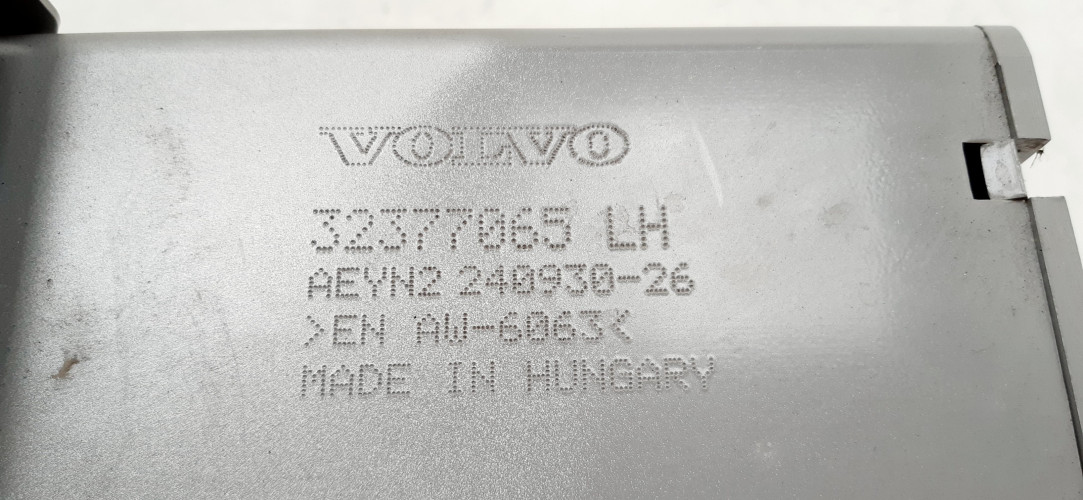 VOLVO
32377065 LH
AEYN2 240930-26
>EN AW-6063<
MADE IN HUNGARY